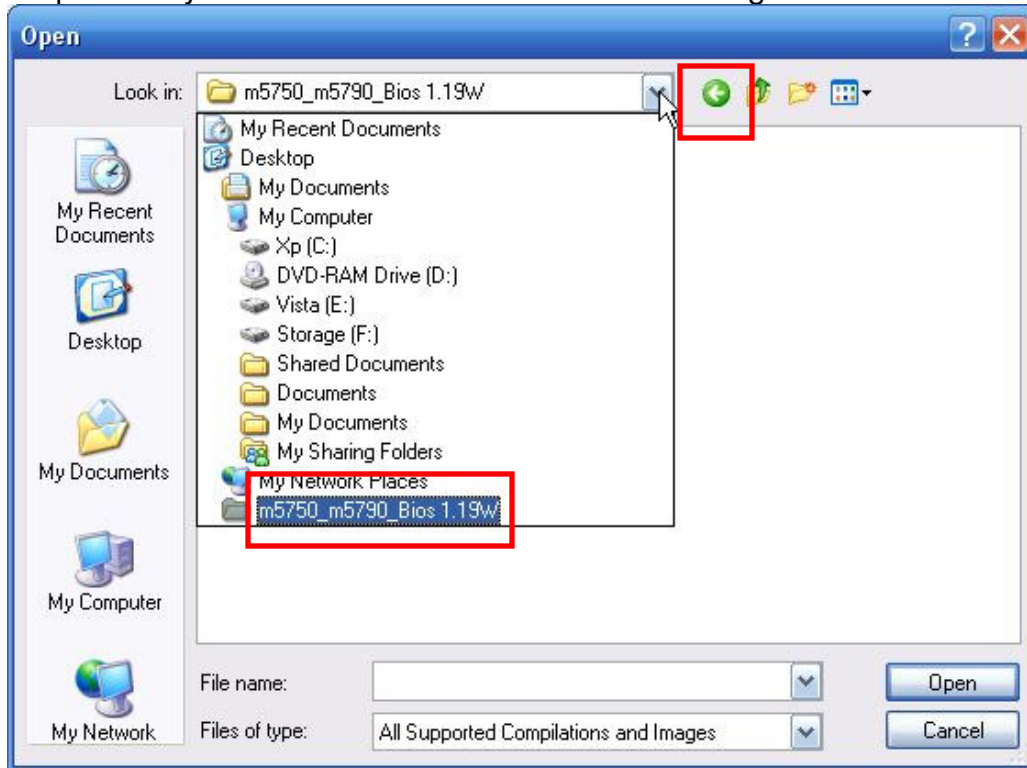 Open
Look in:
m5750_m5790_Bios 1.19W
My Recent Documents
Desktop
My Documents
My Computer
Xp (C:)
DVD-RAM Drive (D:)
Vista (E:)
Storage (F:)
Shared Documents
Documents
My Documents
My Sharing Folders
My Network Places
m5750_m5790_Bios 1.19W
My Recent
Documents
Desktop
My Documents
My Computer
My Network
File name:
Open
Files of type:
All Supported Compilations and Images
Cancel